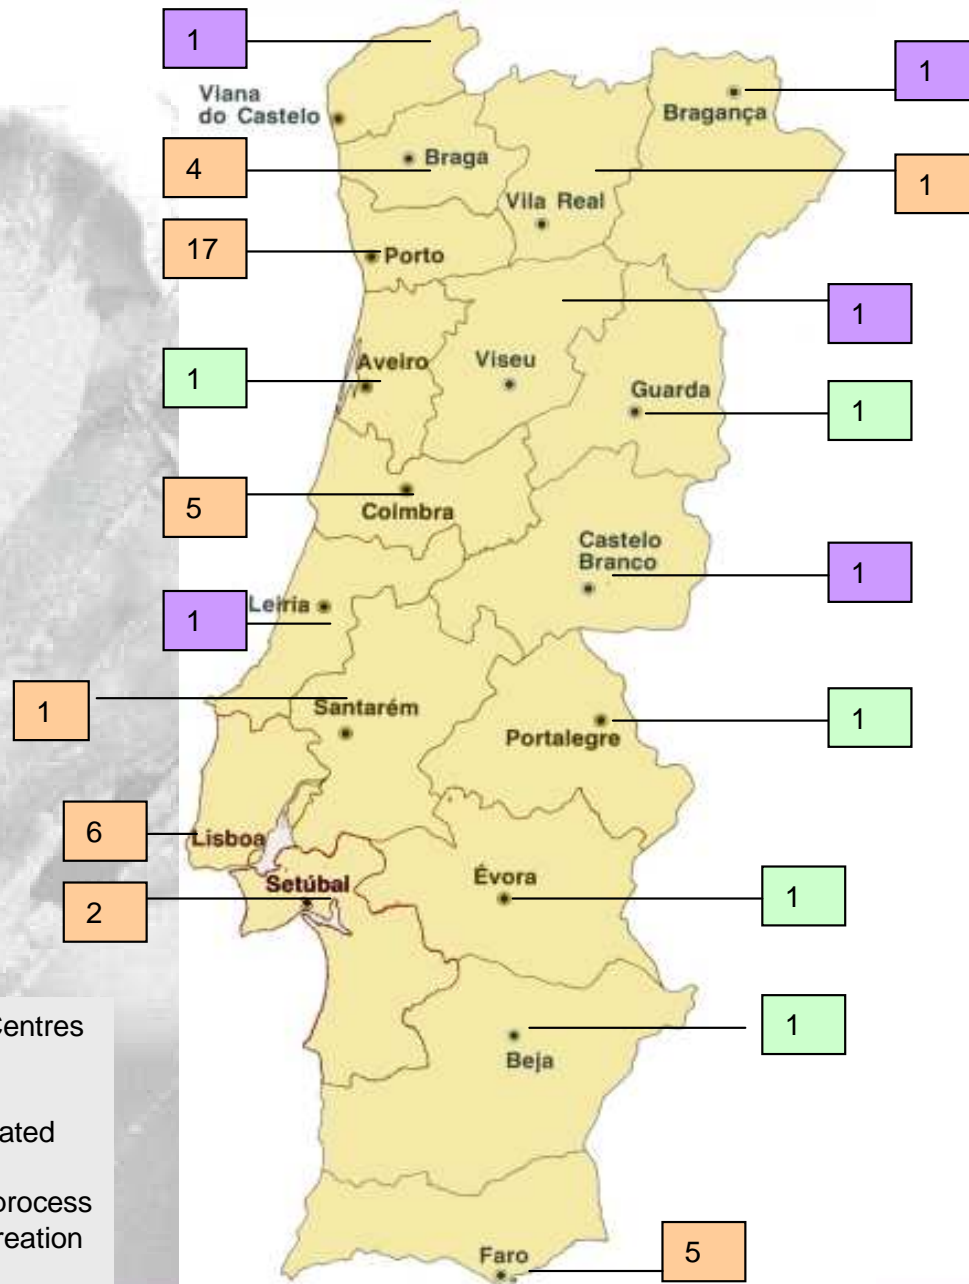 1
1
Viana
do Castelo
Bragança
4
Braga
1
Vila Real
17
Porto
1
1
Aveiro
Viseu
Guarda
1
5
Coimbra
Castelo
Branco
1
1
Leiria
1
Santarém
1
Portalegre
6
Lisboa
2
Setúbal
Évora
1
Centres
1
Beja
ated
process
reation
Faro
5